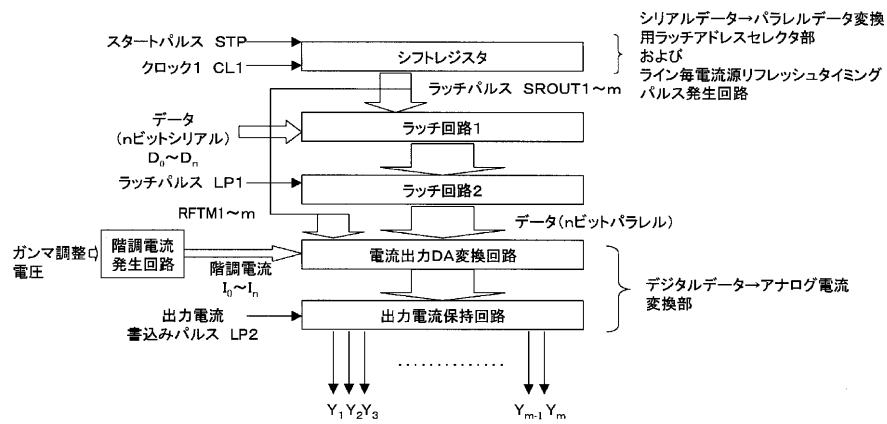 スタートパルス STP
クロック1 CL1
シフトレジスタ
シリアルデータ→パラレルデータ変換
用ラッチアドレスセレクタ部
および
ライン毎電流源リフレッシュタイミング
パルス発生回路
ラッチパルス SROUT1~m
データ
(nビットシリアル)
D₀~Dₙ
ラッチ回路1
ラッチパルス LP1
ラッチ回路2
RFTM1~m
データ(nビットパラレル)
ガンマ調整
電圧
階調電流
発生回路
階調電流
I₀~Iₙ
電流出力DA変換回路
デジタルデータ→アナログ電流
変換部
出力電流
書込みパルス LP2
出力電流保持回路
Y₁ Y₂ Y₃ Yₘ₋₁ Yₘ